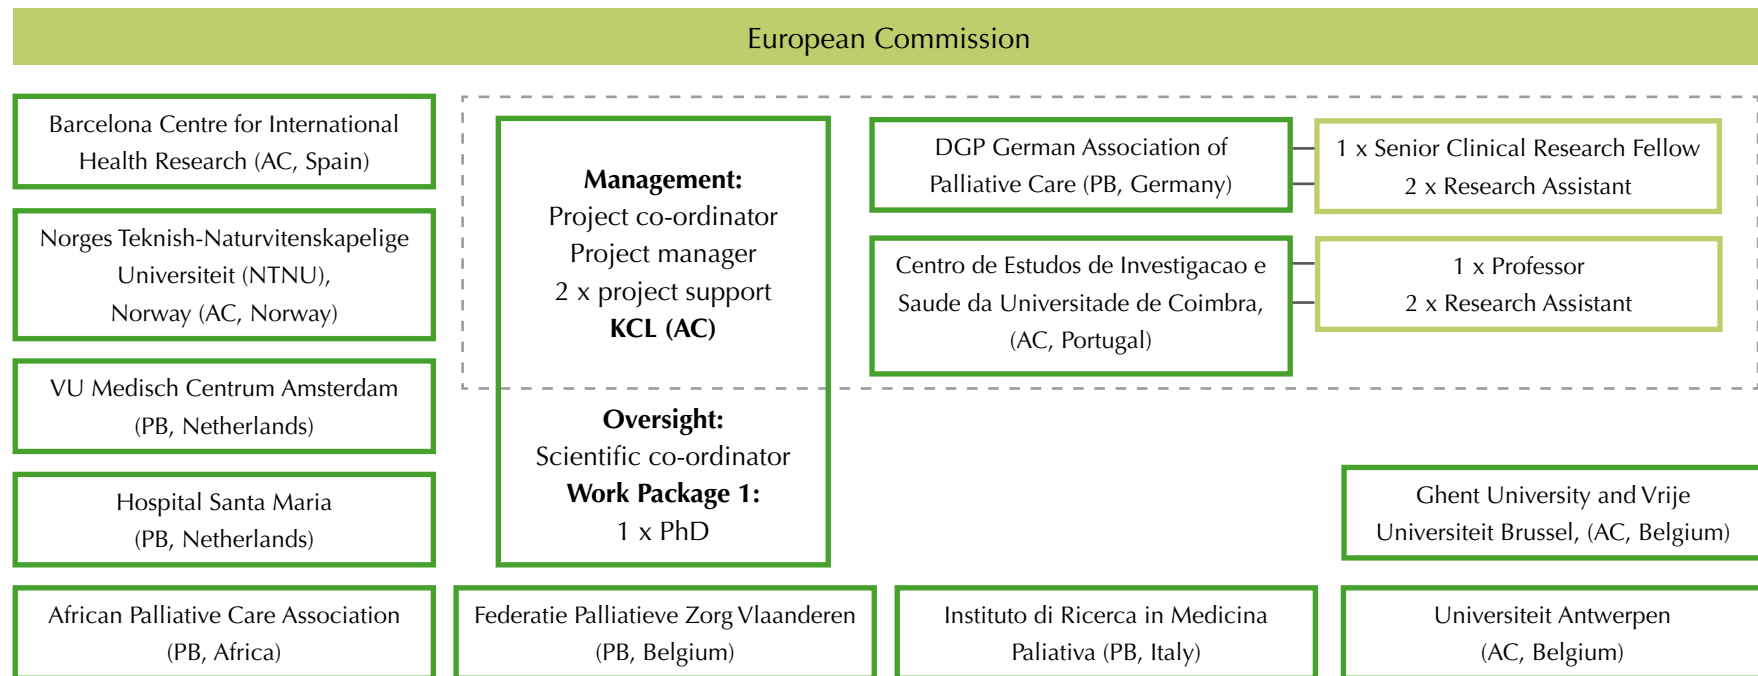 European Commission
Barcelona Centre for International
Health Research (AC, Spain)
Norges Teknish-Naturvitenskapelige
Universiteit (NTNU),
Norway (AC, Norway)
VU Medisch Centrum Amsterdam
(PB, Netherlands)
Hospital Santa Maria
(PB, Netherlands)
African Palliative Care Association
(PB, Africa)
Management:
Project co-ordinator
Project manager
2 x project support
KCL (AC)
Oversight:
Scientific co-ordinator
Work Package 1:
1 x PhD
DGP German Association of
Palliative Care (PB, Germany)
1 x Senior Clinical Research Fellow
2 x Research Assistant
Centro de Estudos de Investigacao e
Saude da Universitade de Coimbra,
(AC, Portugal)
1 x Professor
2 x Research Assistant
Ghent University and Vrije
Universiteit Brussel, (AC, Belgium)
Federatie Palliatieve Zorg Vlaanderen
(PB, Belgium)
Instituto di Ricerca in Medicina
Paliativa (PB, Italy)
Universiteit Antwerpen
(AC, Belgium)